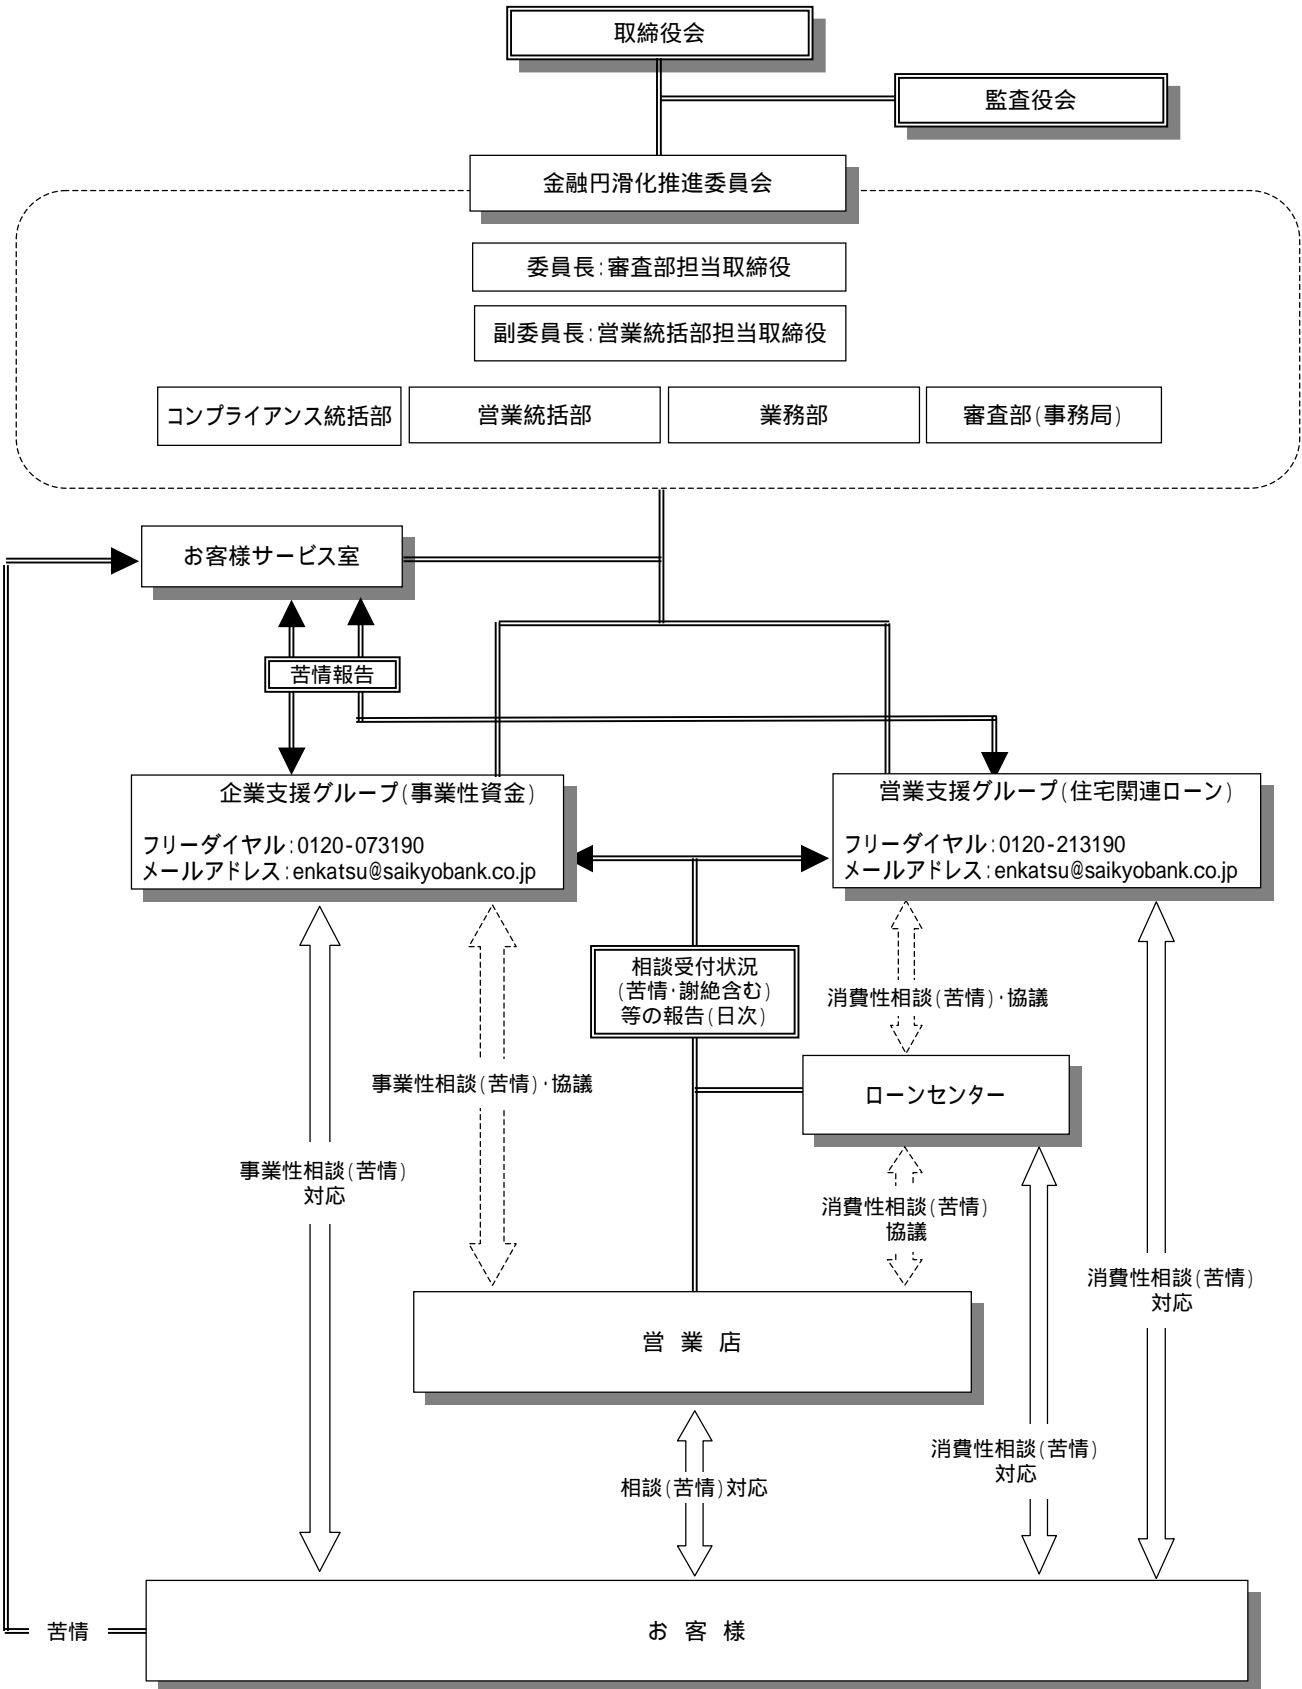 取締役会
監査役会
金融円滑化推進委員会
委員長:審査部担当取締役
副委員長:営業統括部担当取締役
コンプライアンス統括部
営業統括部
業務部
審査部(事務局)
お客様サービス室
苦情報告
企業支援グループ(事業性資金)
フリーダイヤル:0120-073190
メールアドレス:enkatsu@saikyobank.co.jp
営業支援グループ(住宅関連ローン)
フリーダイヤル:0120-213190
メールアドレス:enkatsu@saikyobank.co.jp
相談受付状況
(苦情・謝絶含む)
等の報告(日次)
消費性相談(苦情)・協議
事業性相談(苦情)・協議
ローンセンター
事業性相談(苦情)
対応
消費性相談(苦情)
協議
消費性相談(苦情)
対応
営業店
消費性相談(苦情)
対応
相談(苦情)対応
苦情
お客様